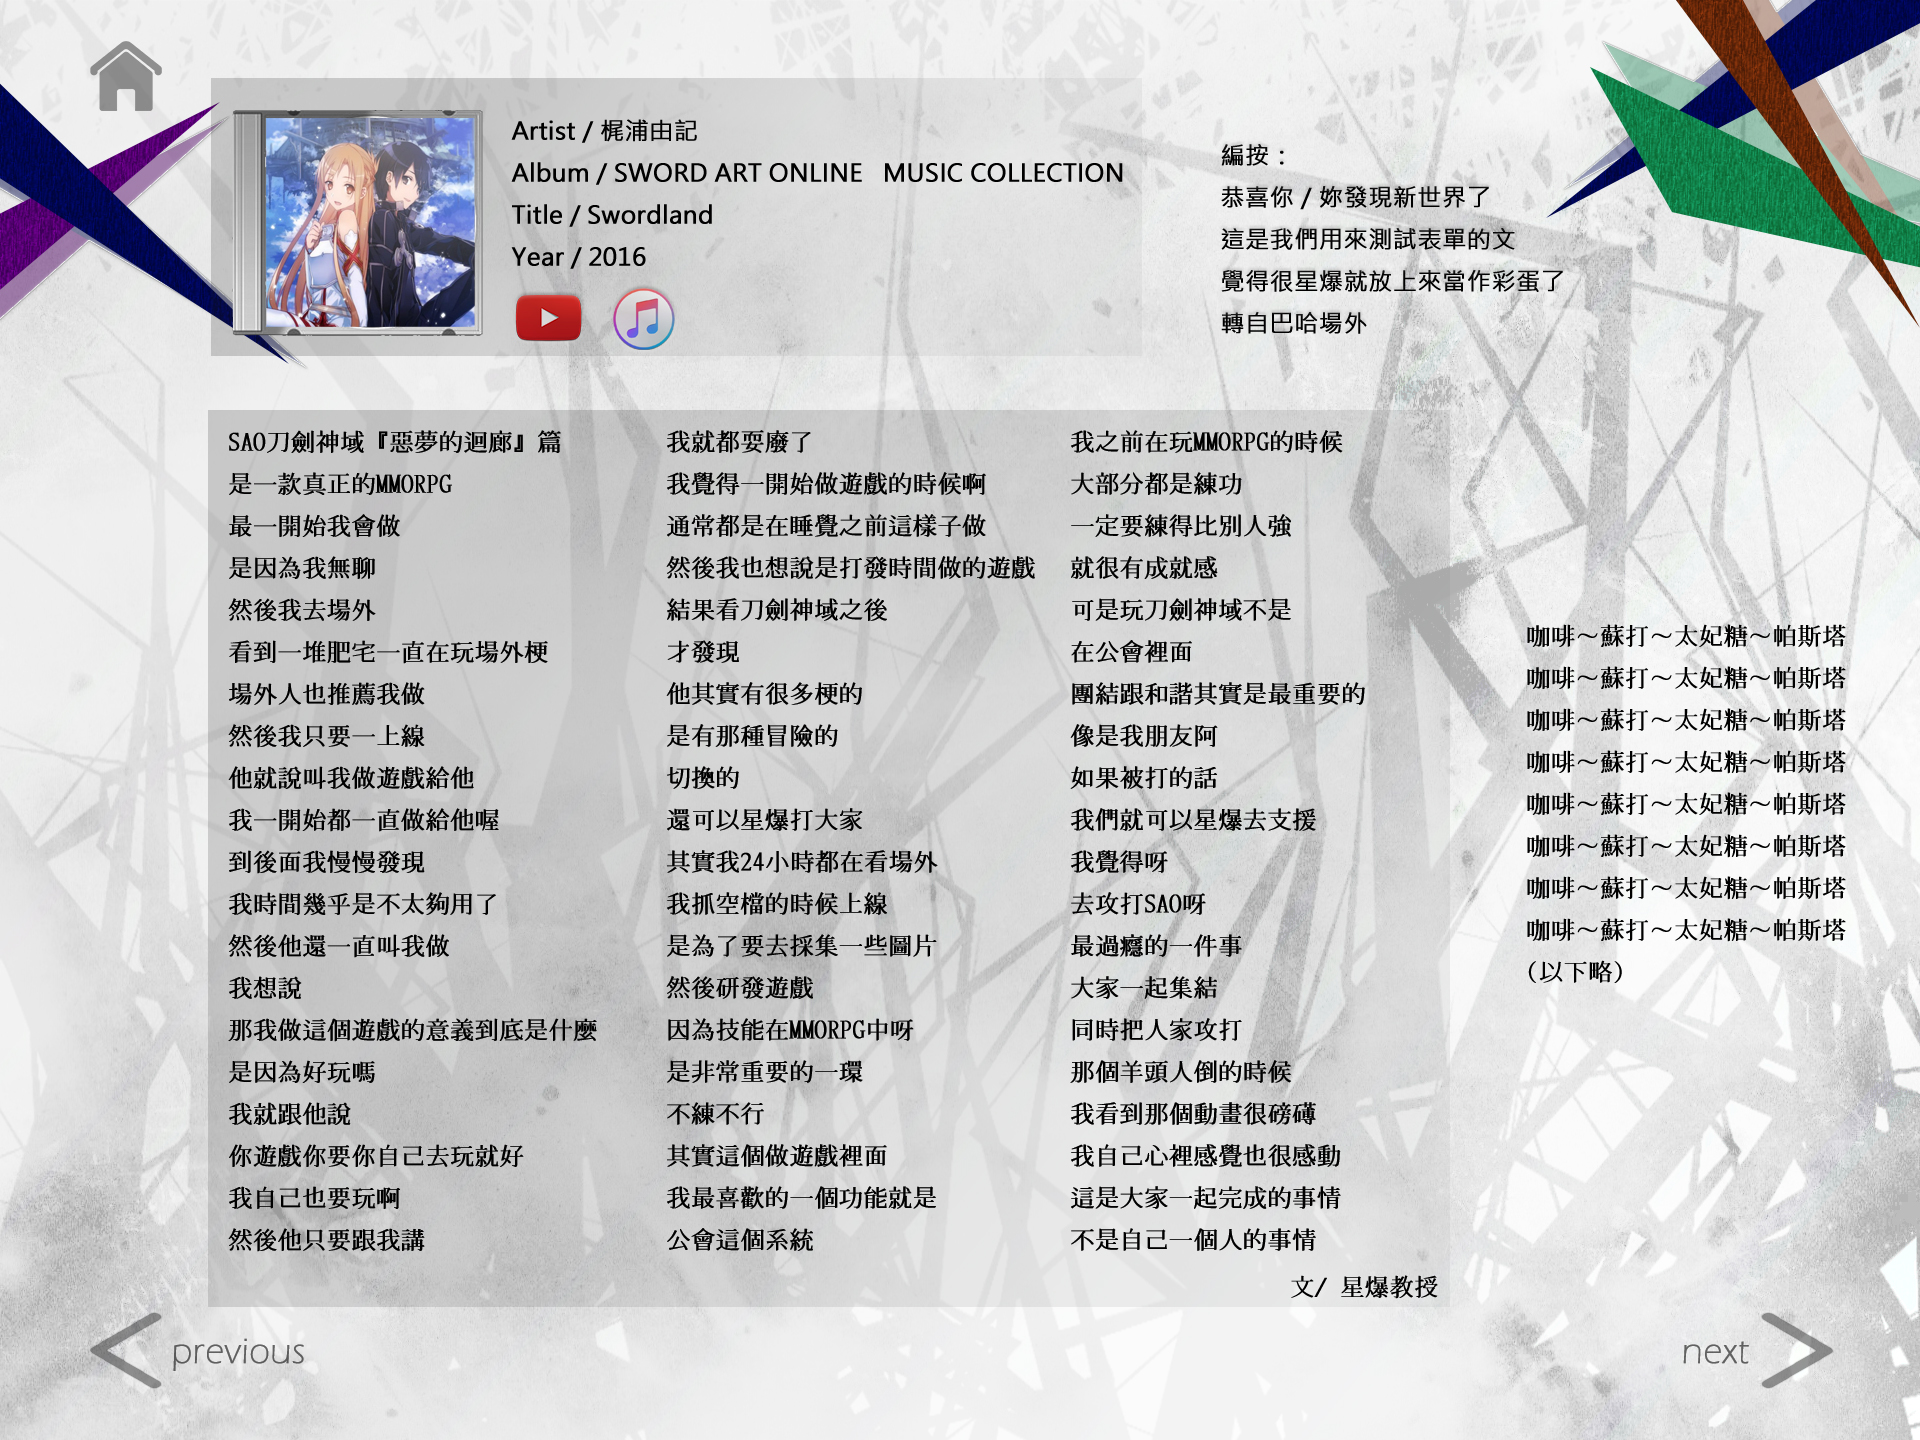 Artist / 梶浦由記
Album / SWORD ART ONLINE   MUSIC COLLECTION
Title / Swordland
Year / 2016
編按：
恭喜你 / 妳發現新世界了
這是我們用來測試表單的文
覺得很星爆就放上來當作彩蛋了
轉自巴哈場外
SAO刀劍神域『惡夢的迴廊』篇
是一款真正的MMORPG
最一開始我會做
是因為我無聊
然後我去場外
看到一堆肥宅一直在玩場外梗
場外人也推薦我做
然後我只要一上線
他就說叫我做遊戲給他
我一開始都一直做給他喔
到後面我慢慢發現
我時間幾乎是不太夠用了
然後他還一直叫我做
我想說
那我做這個遊戲的意義到底是什麼
是因為好玩嗎
我就跟他說
你遊戲你要你自己去玩就好
我自己也要玩啊
然後他只要跟我講
我就都耍廢了
我覺得一開始做遊戲的時候啊
通常都是在睡覺之前這樣子做
然後我也想說是打發時間做的遊戲
結果看刀劍神域之後
才發現
他其實有很多梗的
是有那種冒險的
切換的
還可以星爆打大家
其實我24小時都在看場外
我抓空檔的時候上線
是為了要去採集一些圖片
然後研發遊戲
因為技能在MMORPG中呀
是非常重要的一環
不練不行
其實這個做遊戲裡面
我最喜歡的一個功能就是
公會這個系統
我之前在玩MMORPG的時候
大部分都是練功
一定要練得比別人強
就很有成就感
可是玩刀劍神域不是
在公會裡面
團結跟和諧其實是最重要的
像是我朋友阿
如果被打的話
我們就可以星爆去支援
我覺得呀
去攻打SAO呀
最過癮的一件事
大家一起集結
同時把人家攻打
那個羊頭人倒的時候
我看到那個動畫很磅礡
我自己心裡感覺也很感動
這是大家一起完成的事情
不是自己一個人的事情
文/ 星爆教授
咖啡～蘇打～太妃糖～帕斯塔
咖啡～蘇打～太妃糖～帕斯塔
咖啡～蘇打～太妃糖～帕斯塔
咖啡～蘇打～太妃糖～帕斯塔
咖啡～蘇打～太妃糖～帕斯塔
咖啡～蘇打～太妃糖～帕斯塔
咖啡～蘇打～太妃糖～帕斯塔
咖啡～蘇打～太妃糖～帕斯塔
(以下略)
previous
next